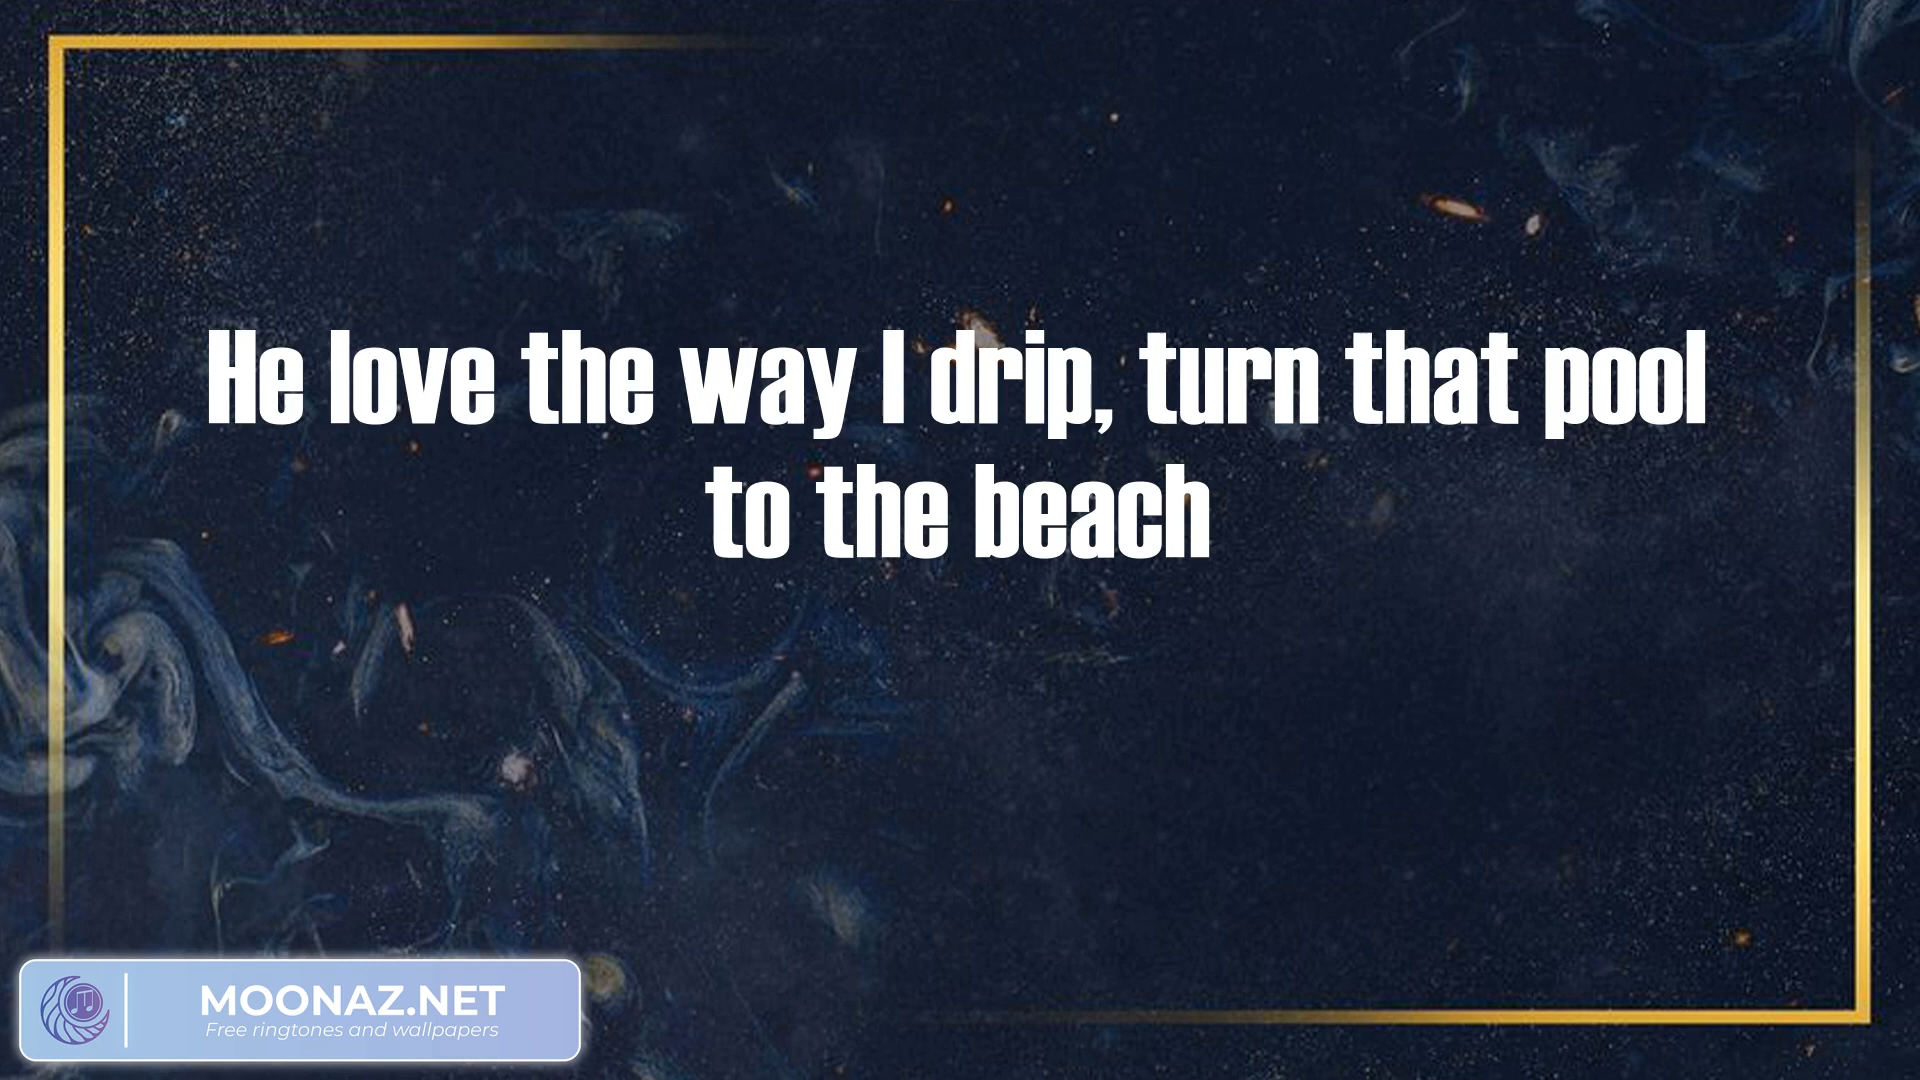 He love the way I drip, turn that pool
to the beach
MOONAZ.NET
Free ringtones and wallpapers